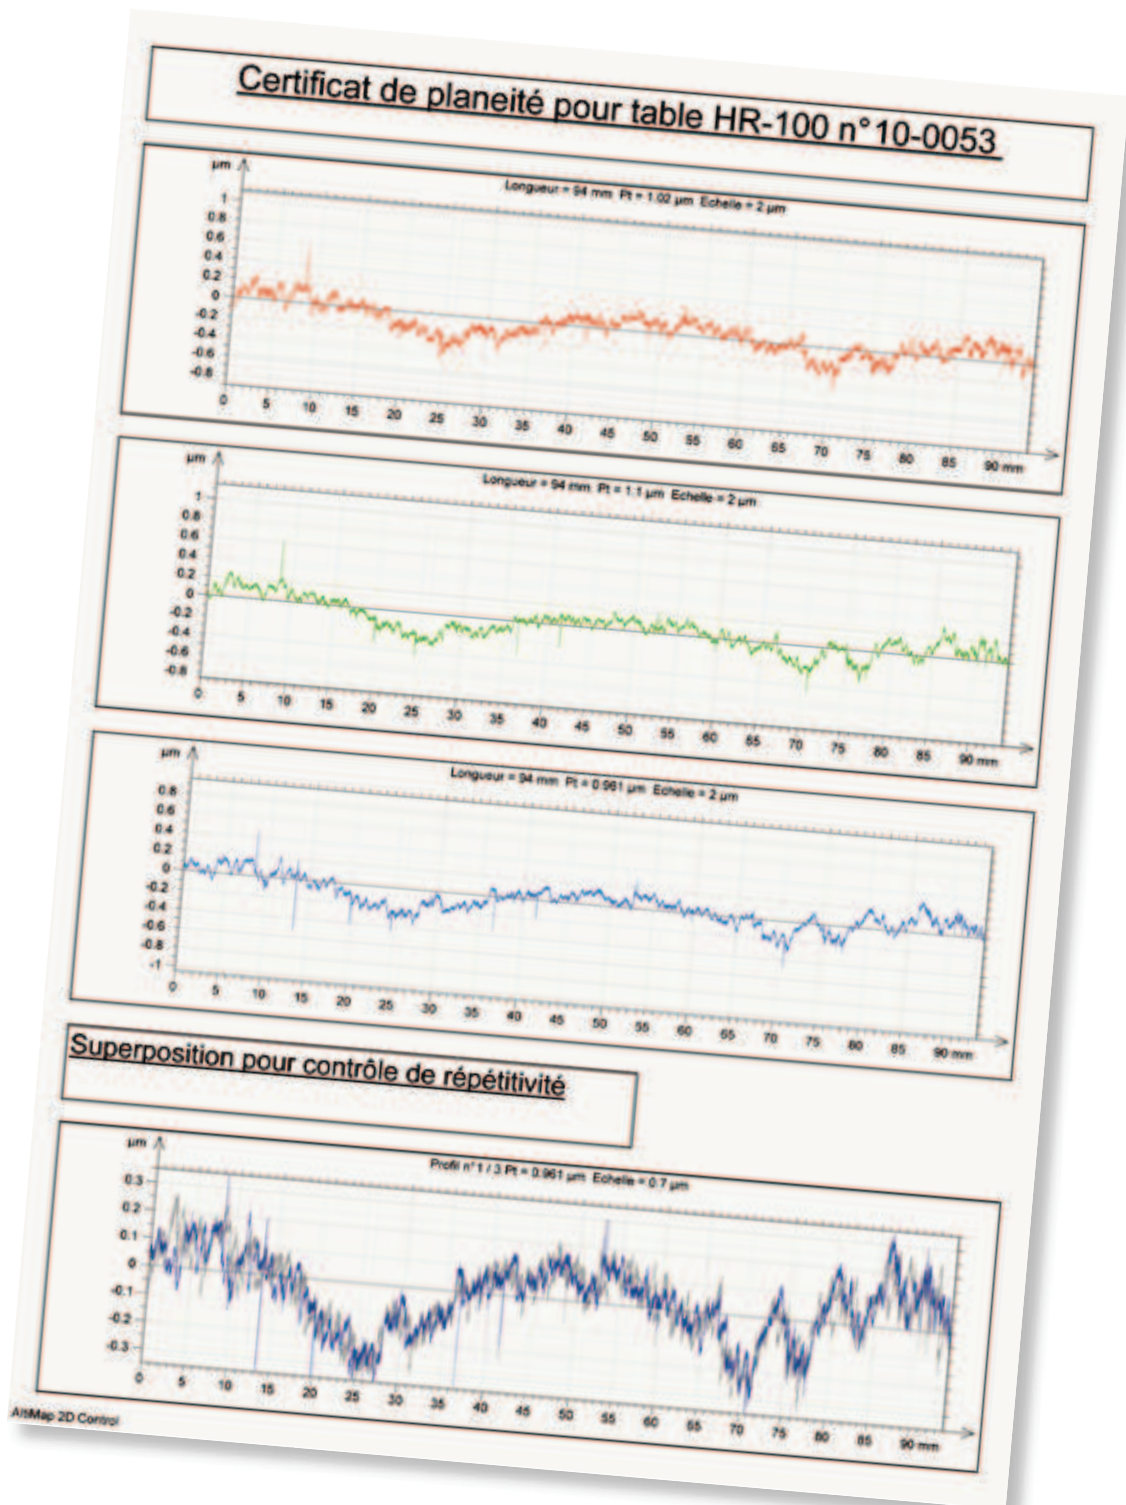 Certificat de planeité pour table HR-100 n°10-0053
µm
Longueur = 94 mm Pt = 1.02 µm Echelle = 2 µm
1
0.8
0.6
0.4
0.2
0
-0.2
-0.4
-0.6
-0.8
0 5 10 15 20 25 30 35 40 45 50 55 60 65 70 75 80 85 90 mm
µm
Longueur = 94 mm Pt = 1.1 µm Echelle = 2 µm
1
0.8
0.6
0.4
0.2
0
-0.2
-0.4
-0.6
-0.8
0 5 10 15 20 25 30 35 40 45 50 55 60 65 70 75 80 85 90 mm
µm
Longueur = 94 mm Pt = 0.961 µm Echelle = 2 µm
0.8
0.6
0.4
0.2
0
-0.2
-0.4
-0.6
-0.8
-1
0 5 10 15 20 25 30 35 40 45 50 55 60 65 70 75 80 85 90 mm
Superposition pour contrôle de répétitivité
µm
Profil n°1 / 3 Pt = 0.961 µm Echelle = 0.7 µm
0.3
0.2
0.1
0
-0.1
-0.2
-0.3
0 5 10 15 20 25 30 35 40 45 50 55 60 65 70 75 80 85 90 mm
AltiMap 2D Control